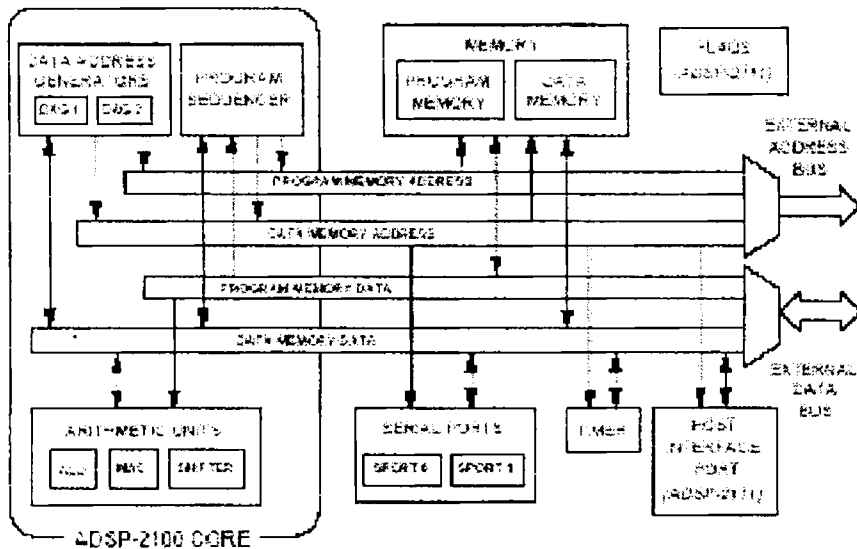 DATA ADDRESS
GENERATORS
DAG 1
DAG 2
PROGRAM
SEQUENCER
MEMORY
PROGRAM
MEMORY
DATA
MEMORY
FLAGS
EXTERNAL
ADDRESS
BUS
PROGRAM MEMORY ADDRESS
DATA MEMORY ADDRESS
PROGRAM MEMORY DATA
DATA MEMORY DATA
EXTERNAL
DATA
BUS
ARITHMETIC UNITS
ALU
MAC
SHIFTER
SERIAL PORTS
SPORT 0
SPORT 1
TIMER
HOST
INTERFACE
PORT
(ADSP-2111)
ADSP-2100 CORE